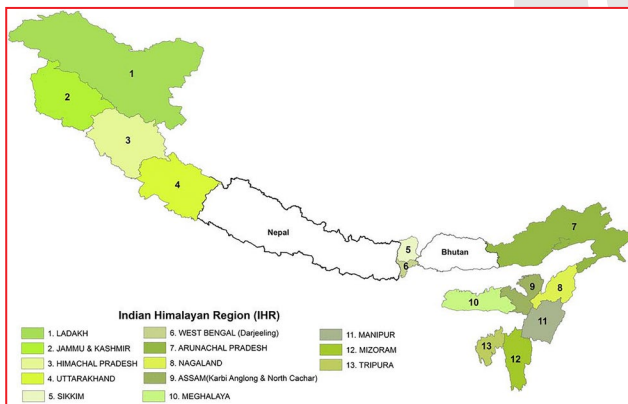 1
2
3
4
Nepal
5
6
Bhutan
7
8
9
10
11
12
13
Indian Himalayan Region (IHR)
1. LADAKH
2. JAMMU & KASHMIR
3. HIMACHAL PRADESH
4. UTTARAKHAND
5. SIKKIM
6. WEST BENGAL (Darjeeling)
7. ARUNACHAL PRADESH
8. NAGALAND
9. ASSAM(Karbi Anglong & North Cachar)
10. MEGHALAYA
11. MANIPUR
12. MIZORAM
13. TRIPURA